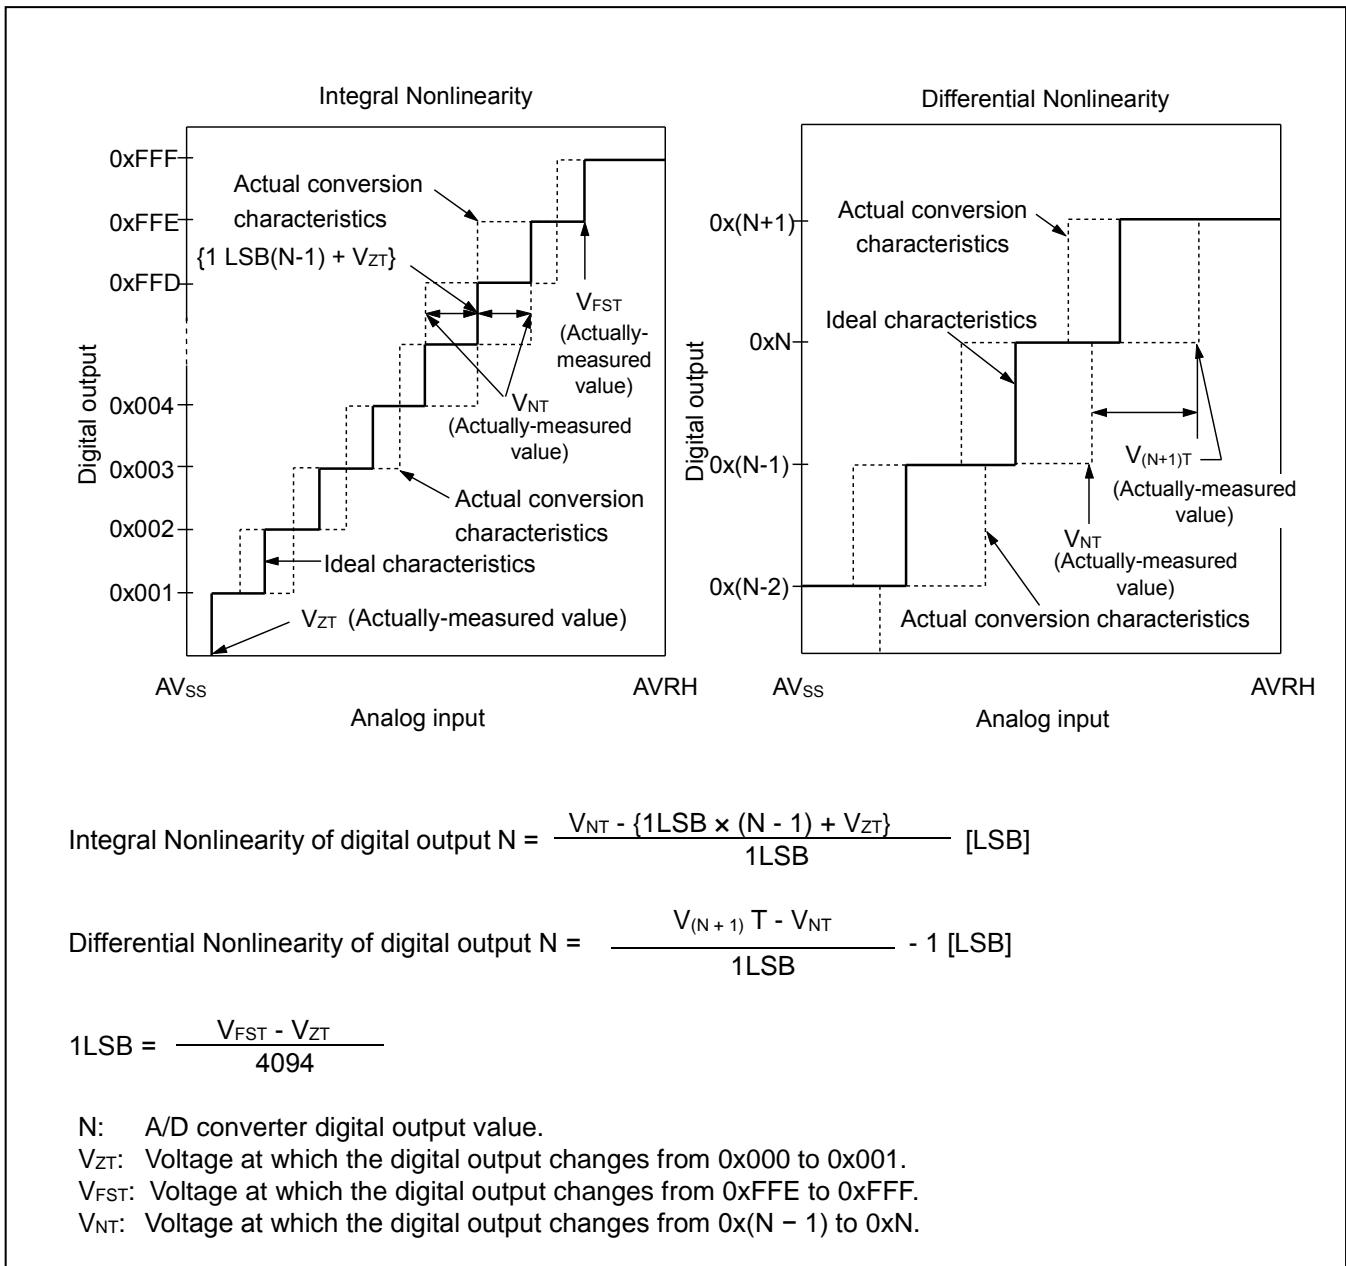 Integral Nonlinearity
0xFFF
0xFFE
0xFFD
0x004
0x003
0x002
0x001
Digital output
Actual conversion
characteristics
{1 LSB(N-1) + VZT}
VFST
(Actually-
measured
value)
VNT
(Actually-measured
value)
Actual conversion
characteristics
Ideal characteristics
VZT (Actually-measured value)
AVSS
AVRH
Analog input
Differential Nonlinearity
0x(N+1)
0xN
0x(N-1)
0x(N-2)
Digital output
Actual conversion
characteristics
Ideal characteristics
V(N+1)T
(Actually-measured
value)
VNT
(Actually-measured
value)
Actual conversion characteristics
AVSS
AVRH
Analog input
Integral Nonlinearity of digital output N = VNT - {1LSB × (N - 1) + VZT} / 1LSB [LSB]
Differential Nonlinearity of digital output N = V(N + 1) T - VNT / 1LSB - 1 [LSB]
1LSB = VFST - VZT / 4094
N: A/D converter digital output value.
VZT: Voltage at which the digital output changes from 0x000 to 0x001.
VFST: Voltage at which the digital output changes from 0xFFE to 0xFFF.
VNT: Voltage at which the digital output changes from 0x(N − 1) to 0xN.